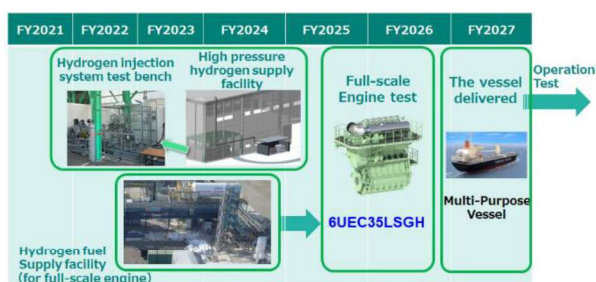 FY2021 FY2022 FY2023 FY2024 FY2025 FY2026 FY2027
Hydrogen injection
system test bench
High pressure
hydrogen supply
facility
Full-scale
Engine test
The vessel
delivered
Operation
Test
6UEC35LSGH
Multi-Purpose
Vessel
Hydrogen fuel
Supply facility
(for full-scale engine)